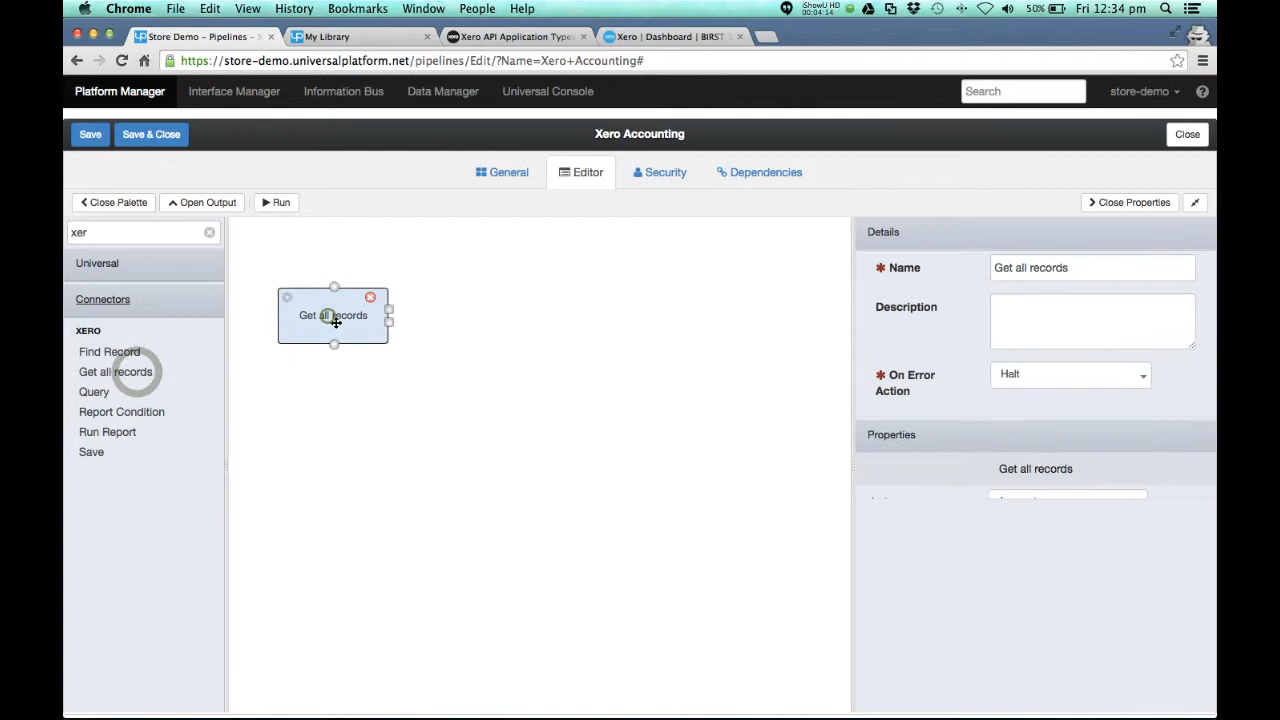 Chrome File Edit View History Bookmarks Window People Help iShowU HD 00:04:14 50% Fri 12:34 pm
Store Demo – Pipelines – X × My Library × Xero API Application Type × Xero | Dashboard | BIRST ×
https://store-demo.universalplatform.net/pipelines/Edit/?Name=Xero+Accounting#
Platform Manager Interface Manager Information Bus Data Manager Universal Console Search store-demo
Save Save & Close Xero Accounting Close
General Editor Security Dependencies
Close Palette Open Output Run Close Properties
xer
Universal
Connectors
XERO
Find Record
Get all records
Query
Report Condition
Run Report
Save
Get all records
Details
* Name Get all records
Description
* On Error Action Halt
Properties
Get all records